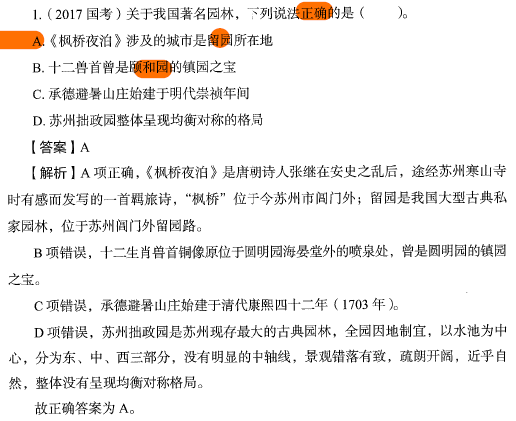 1.（2017国考）关于我国著名园林，下列说法正确的是（　　）。
A.《枫桥夜泊》涉及的城市是留园所在地
B. 十二兽首曾是颐和园的镇园之宝
C. 承德避暑山庄始建于明代崇祯年间
D. 苏州拙政园整体呈现均衡对称的格局
【答案】A
【解析】A项正确，《枫桥夜泊》是唐朝诗人张继在安史之乱后，途经苏州寒山寺
时有感而发写的一首羁旅诗，“枫桥”位于今苏州市阊门外；留园是我国大型古典私
家园林，位于苏州阊门外留园路。
B项错误，十二生肖兽首铜像原位于圆明园海晏堂外的喷泉处，曾是圆明园的镇园
之宝。
C项错误，承德避暑山庄始建于清代康熙四十二年（1703年）。
D项错误，苏州拙政园是苏州现存最大的古典园林，全园因地制宜，以水池为中
心，分为东、中、西三部分，没有明显的中轴线，景观错落有致，疏朗开阔，近乎自
然，整体没有呈现均衡对称格局。
故正确答案为A。